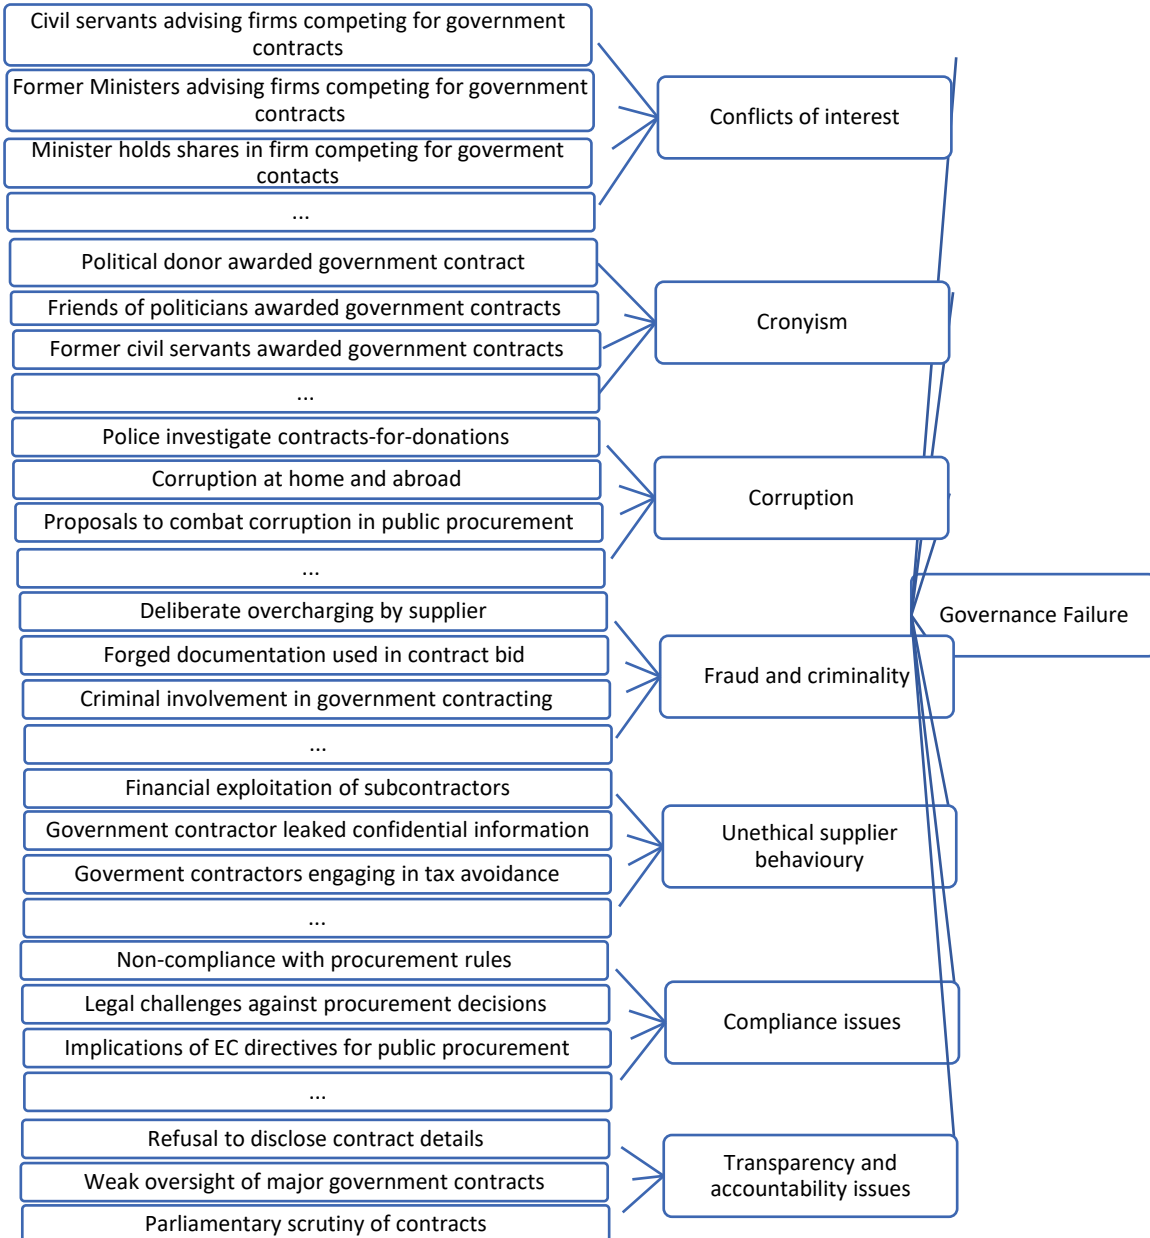 Civil servants advising firms competing for government
contracts
Former Ministers advising firms competing for government
contracts
Minister holds shares in firm competing for goverment
contacts
...
Conflicts of interest
Political donor awarded government contract
Friends of politicians awarded government contracts
Former civil servants awarded government contracts
...
Cronyism
Police investigate contracts-for-donations
Corruption at home and abroad
Proposals to combat corruption in public procurement
...
Corruption
Deliberate overcharging by supplier
Forged documentation used in contract bid
Criminal involvement in government contracting
...
Fraud and criminality
Financial exploitation of subcontractors
Government contractor leaked confidential information
Goverment contractors engaging in tax avoidance
...
Unethical supplier
behavioury
Non-compliance with procurement rules
Legal challenges against procurement decisions
Implications of EC directives for public procurement
...
Compliance issues
Refusal to disclose contract details
Weak oversight of major government contracts
Parliamentary scrutiny of contracts
Transparency and
accountability issues
Governance Failure